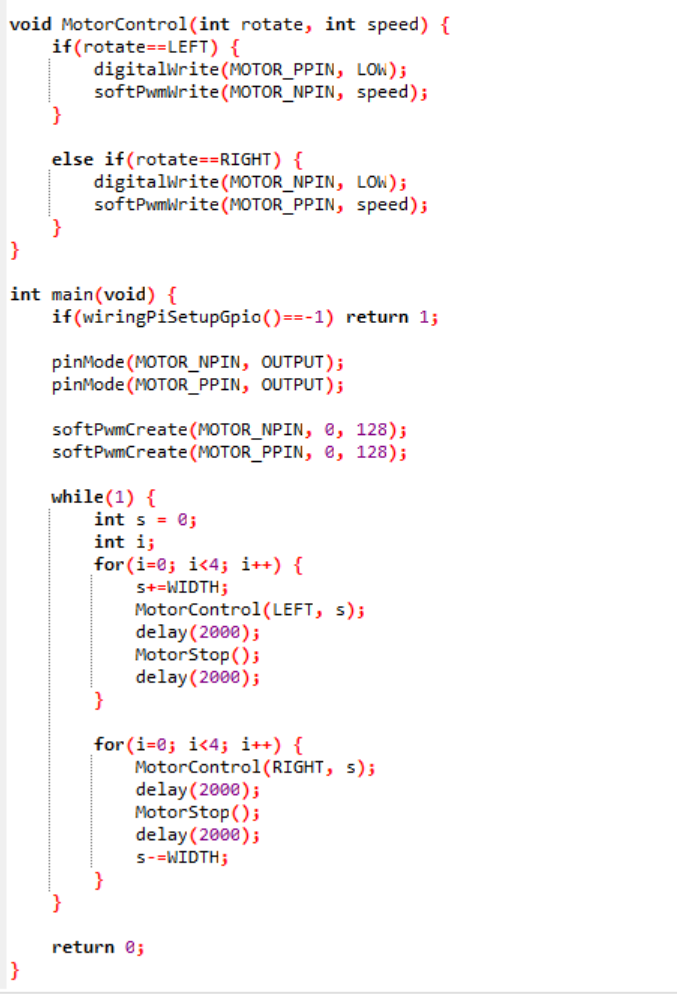 void MotorControl(int rotate, int speed) {
    if(rotate==LEFT) {
        digitalWrite(MOTOR_PPIN, LOW);
        softPwmWrite(MOTOR_NPIN, speed);
    }

    else if(rotate==RIGHT) {
        digitalWrite(MOTOR_NPIN, LOW);
        softPwmWrite(MOTOR_PPIN, speed);
    }
}

int main(void) {
    if(wiringPiSetupGpio()==-1) return 1;

    pinMode(MOTOR_NPIN, OUTPUT);
    pinMode(MOTOR_PPIN, OUTPUT);

    softPwmCreate(MOTOR_NPIN, 0, 128);
    softPwmCreate(MOTOR_PPIN, 0, 128);

    while(1) {
        int s = 0;
        int i;
        for(i=0; i<4; i++) {
            s+=WIDTH;
            MotorControl(LEFT, s);
            delay(2000);
            MotorStop();
            delay(2000);
        }

        for(i=0; i<4; i++) {
            MotorControl(RIGHT, s);
            delay(2000);
            MotorStop();
            delay(2000);
            s-=WIDTH;
        }
    }

    return 0;
}